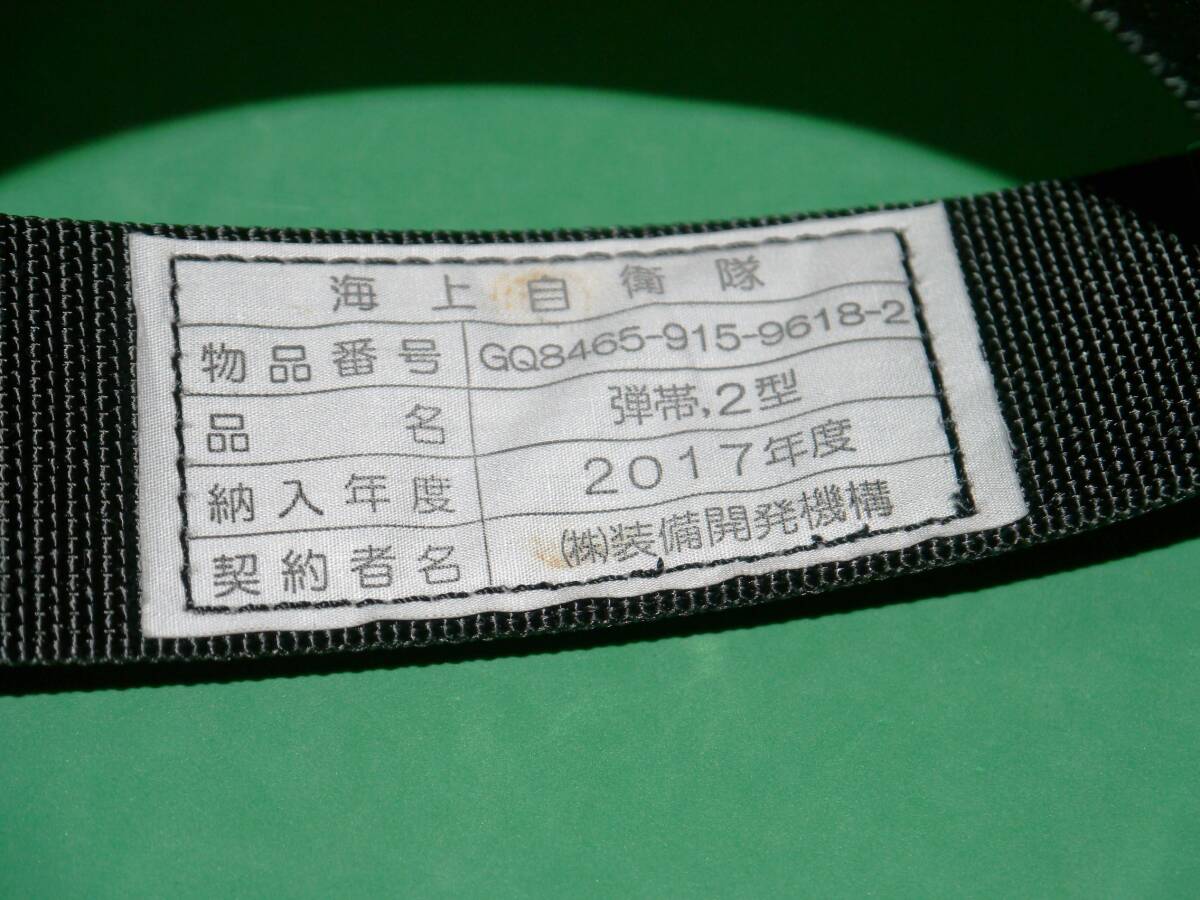 海上自衛隊
物品番号 GQ8465-915-9618-2
品名 弾帯,2型
納入年度 2017年度
契約者名 (株)装備開発機構